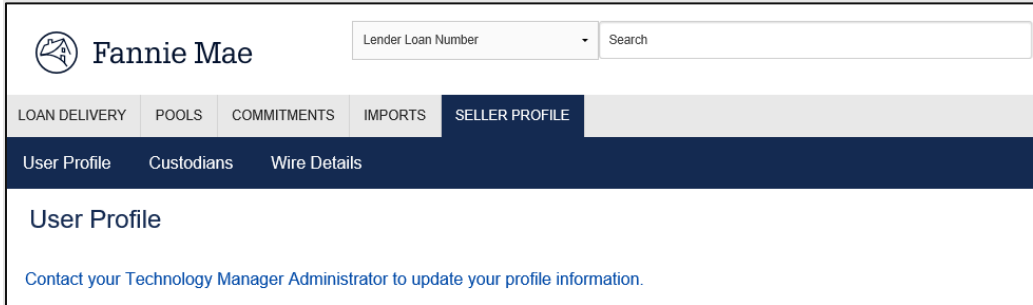 Fannie Mae
Lender Loan Number Search
LOAN DELIVERY POOLS COMMITMENTS IMPORTS SELLER PROFILE
User Profile Custodians Wire Details
User Profile
Contact your Technology Manager Administrator to update your profile information.